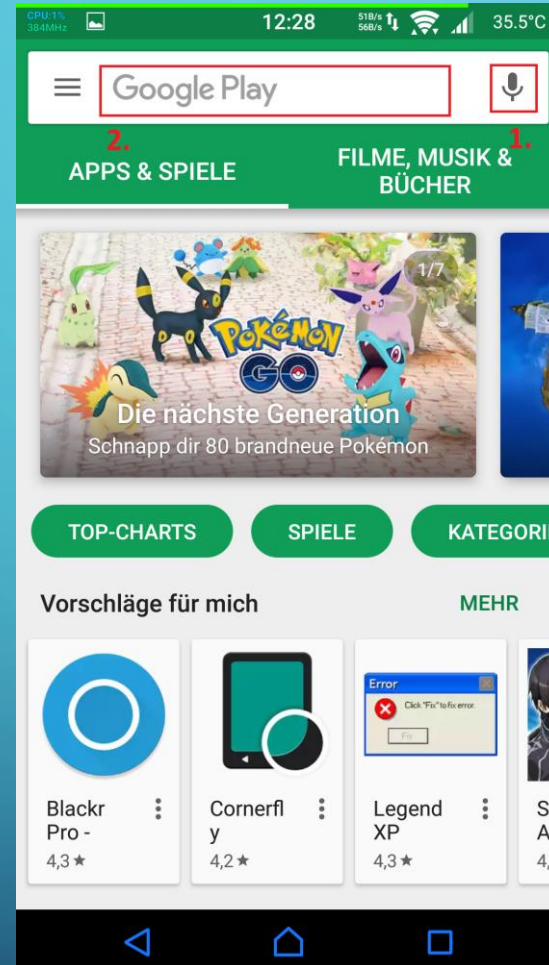 CPU:1%
384MHz
12:28
51B/s
56B/s
35.5°C
Google Play
1.
2.
APPS & SPIELE
FILME, MUSIK &
BÜCHER
1/7
POKÉMON
GO
Die nächste Generation
Schnapp dir 80 brandneue Pokémon
TOP-CHARTS
SPIELE
KATEGORI
Vorschläge für mich
MEHR
Error
Click "Fix" to fix error.
Fix
Blackr
Pro -
4,3★
Cornerfl
y
4,2★
Legend
XP
4,3★
S
A
4,